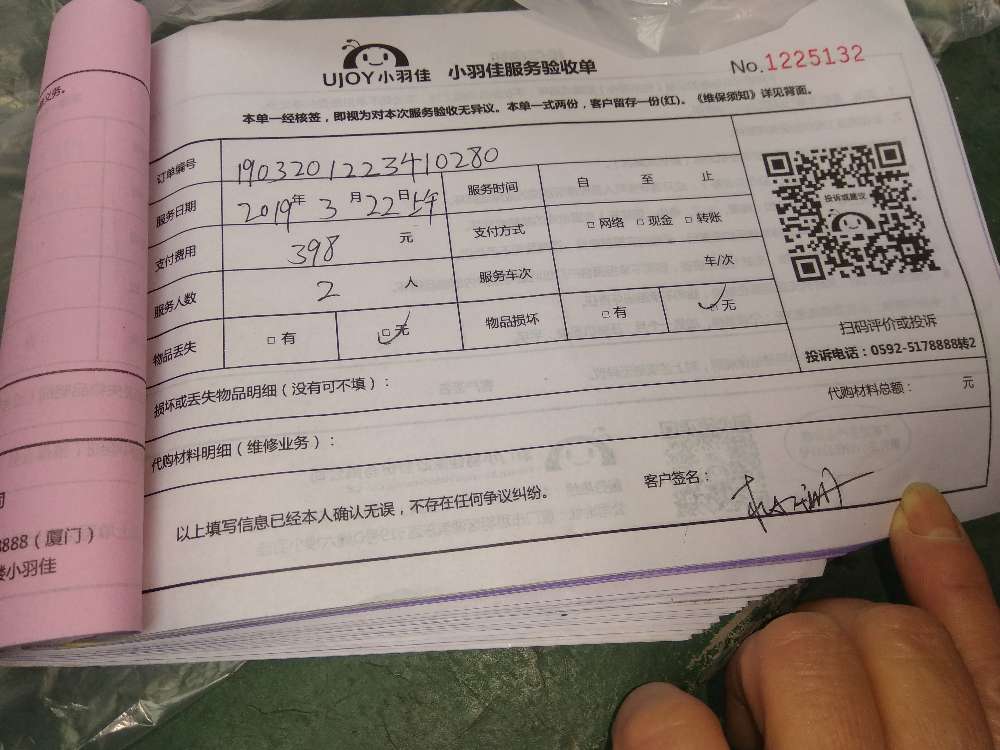 UJOY小羽佳 小羽佳服务验收单 No.1225132
本单一经核签，即视为对本次服务验收无异议。本单一式两份，客户留存一份(红)。《维保须知》详见背面。
订单编号 1903201223410280
服务日期 2019年 3月22日上午 服务时间 自 至 止
支付费用 398 元 支付方式 □网络 □现金 □转账
服务人数 2 人 服务车次 车/次
物品丢失 □有 □无 物品损坏 □有 □无
投诉或建议
扫码评价或投诉
投诉电话：0592-5178888转2
损坏或丢失物品明细（没有可不填）：
代购材料明细（维修业务）： 代购材料总额： 元
以上填写信息已经本人确认无误，不存在任何争议纠纷。 客户签名：
务。
司
8888（厦门）
小羽佳